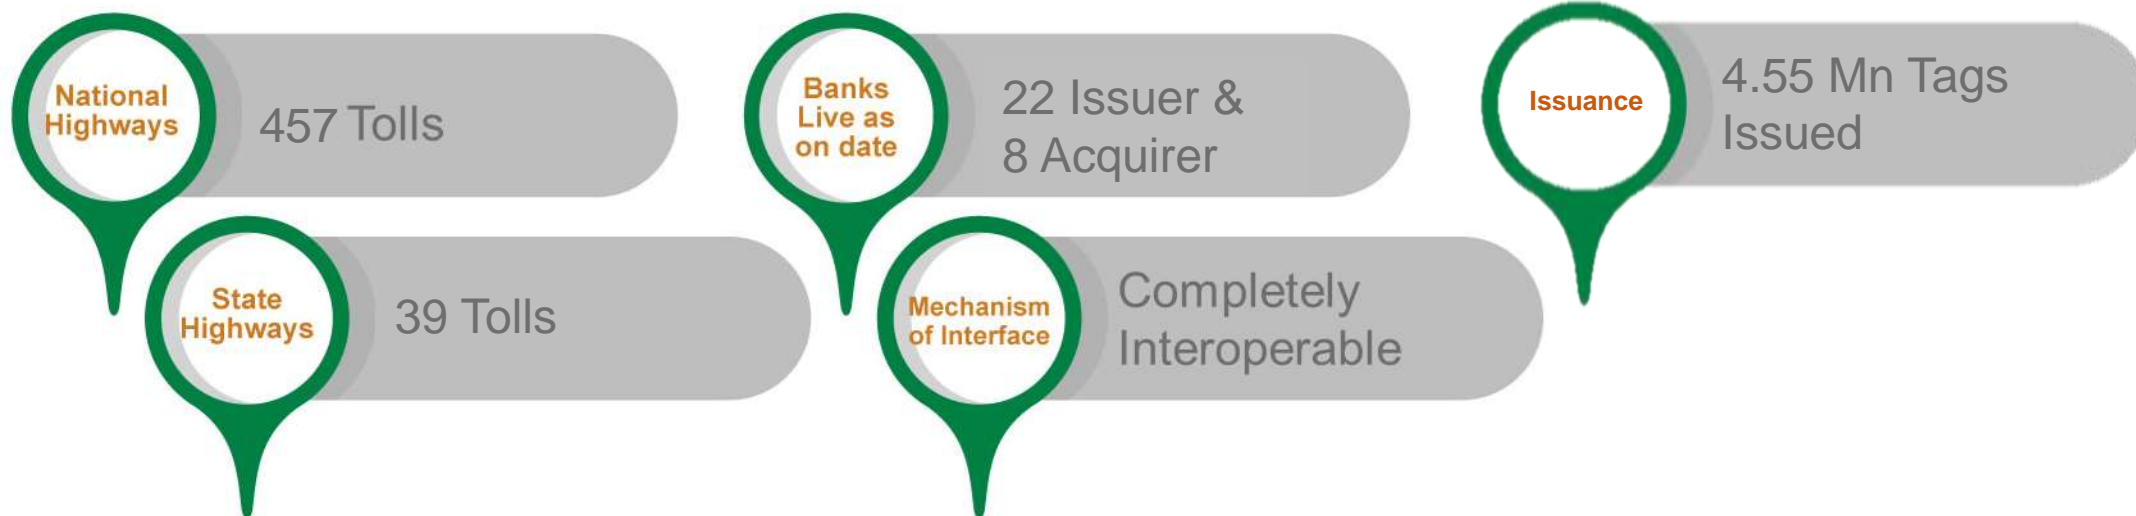 National
Highways
457 Tolls
Banks
Live as
on date
22 Issuer &
8 Acquirer
Issuance
4.55 Mn Tags
Issued
State
Highways
39 Tolls
Mechanism
of Interface
Completely
Interoperable